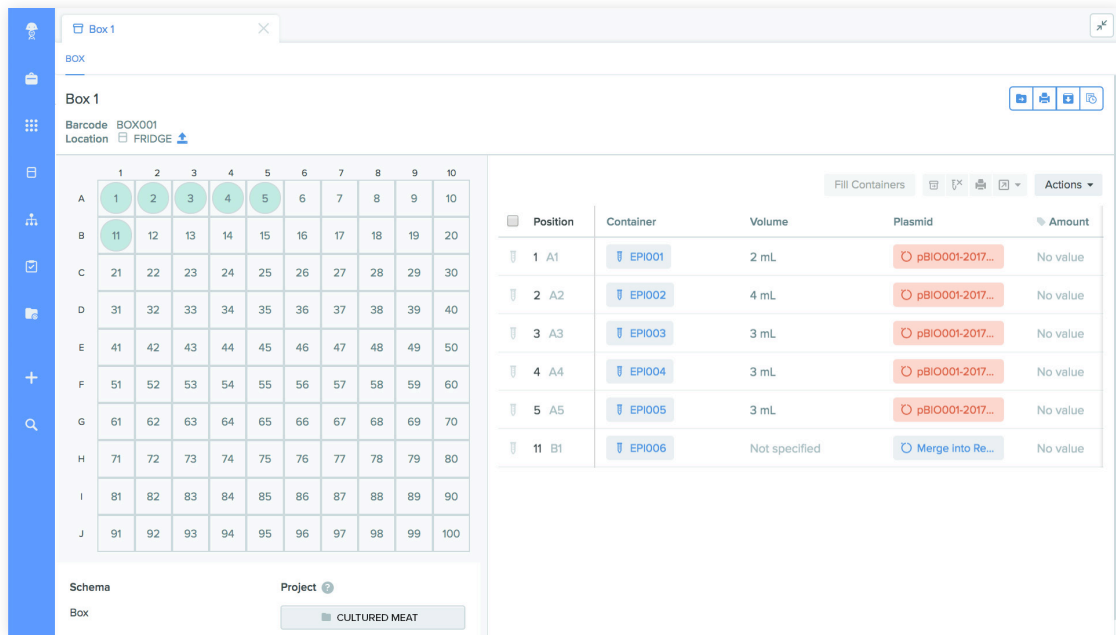 Box 1
BOX
Box 1
Barcode BOX001
Location FRIDGE
1 2 3 4 5 6 7 8 9 10
A 1 2 3 4 5 6 7 8 9 10
B 11 12 13 14 15 16 17 18 19 20
C 21 22 23 24 25 26 27 28 29 30
D 31 32 33 34 35 36 37 38 39 40
E 41 42 43 44 45 46 47 48 49 50
F 51 52 53 54 55 56 57 58 59 60
G 61 62 63 64 65 66 67 68 69 70
H 71 72 73 74 75 76 77 78 79 80
I 81 82 83 84 85 86 87 88 89 90
J 91 92 93 94 95 96 97 98 99 100
Schema Project ?
Box CULTURED MEAT
Fill Containers Actions
Position Container Volume Plasmid Amount
1 A1 EPI001 2 mL pBIO001-2017... No value
2 A2 EPI002 4 mL pBIO001-2017... No value
3 A3 EPI003 3 mL pBIO001-2017... No value
4 A4 EPI004 3 mL pBIO001-2017... No value
5 A5 EPI005 3 mL pBIO001-2017... No value
11 B1 EPI006 Not specified Merge into Re... No value